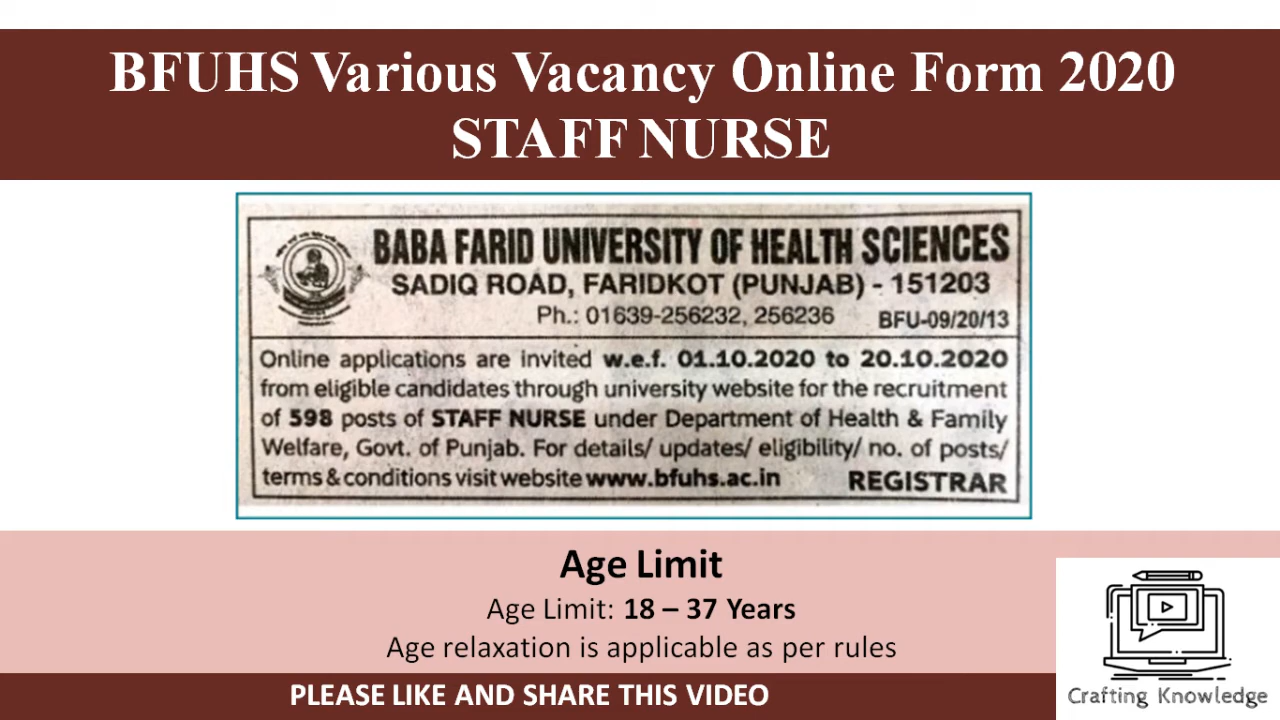 BFUHS Various Vacancy Online Form 2020
STAFF NURSE
BABA FARID UNIVERSITY OF HEALTH SCIENCES
SADIQ ROAD, FARIDKOT (PUNJAB) - 151203
Ph.: 01639-256232, 256236 BFU-09/20/13
Online applications are invited w.e.f. 01.10.2020 to 20.10.2020
from eligible candidates through university website for the recruitment
of 598 posts of STAFF NURSE under Department of Health & Family
Welfare, Govt. of Punjab. For details/ updates/ eligibility/ no. of posts/
terms & conditions visit website www.bfuhs.ac.in REGISTRAR
Age Limit
Age Limit: 18 – 37 Years
Age relaxation is applicable as per rules
PLEASE LIKE AND SHARE THIS VIDEO
Crafting Knowledge